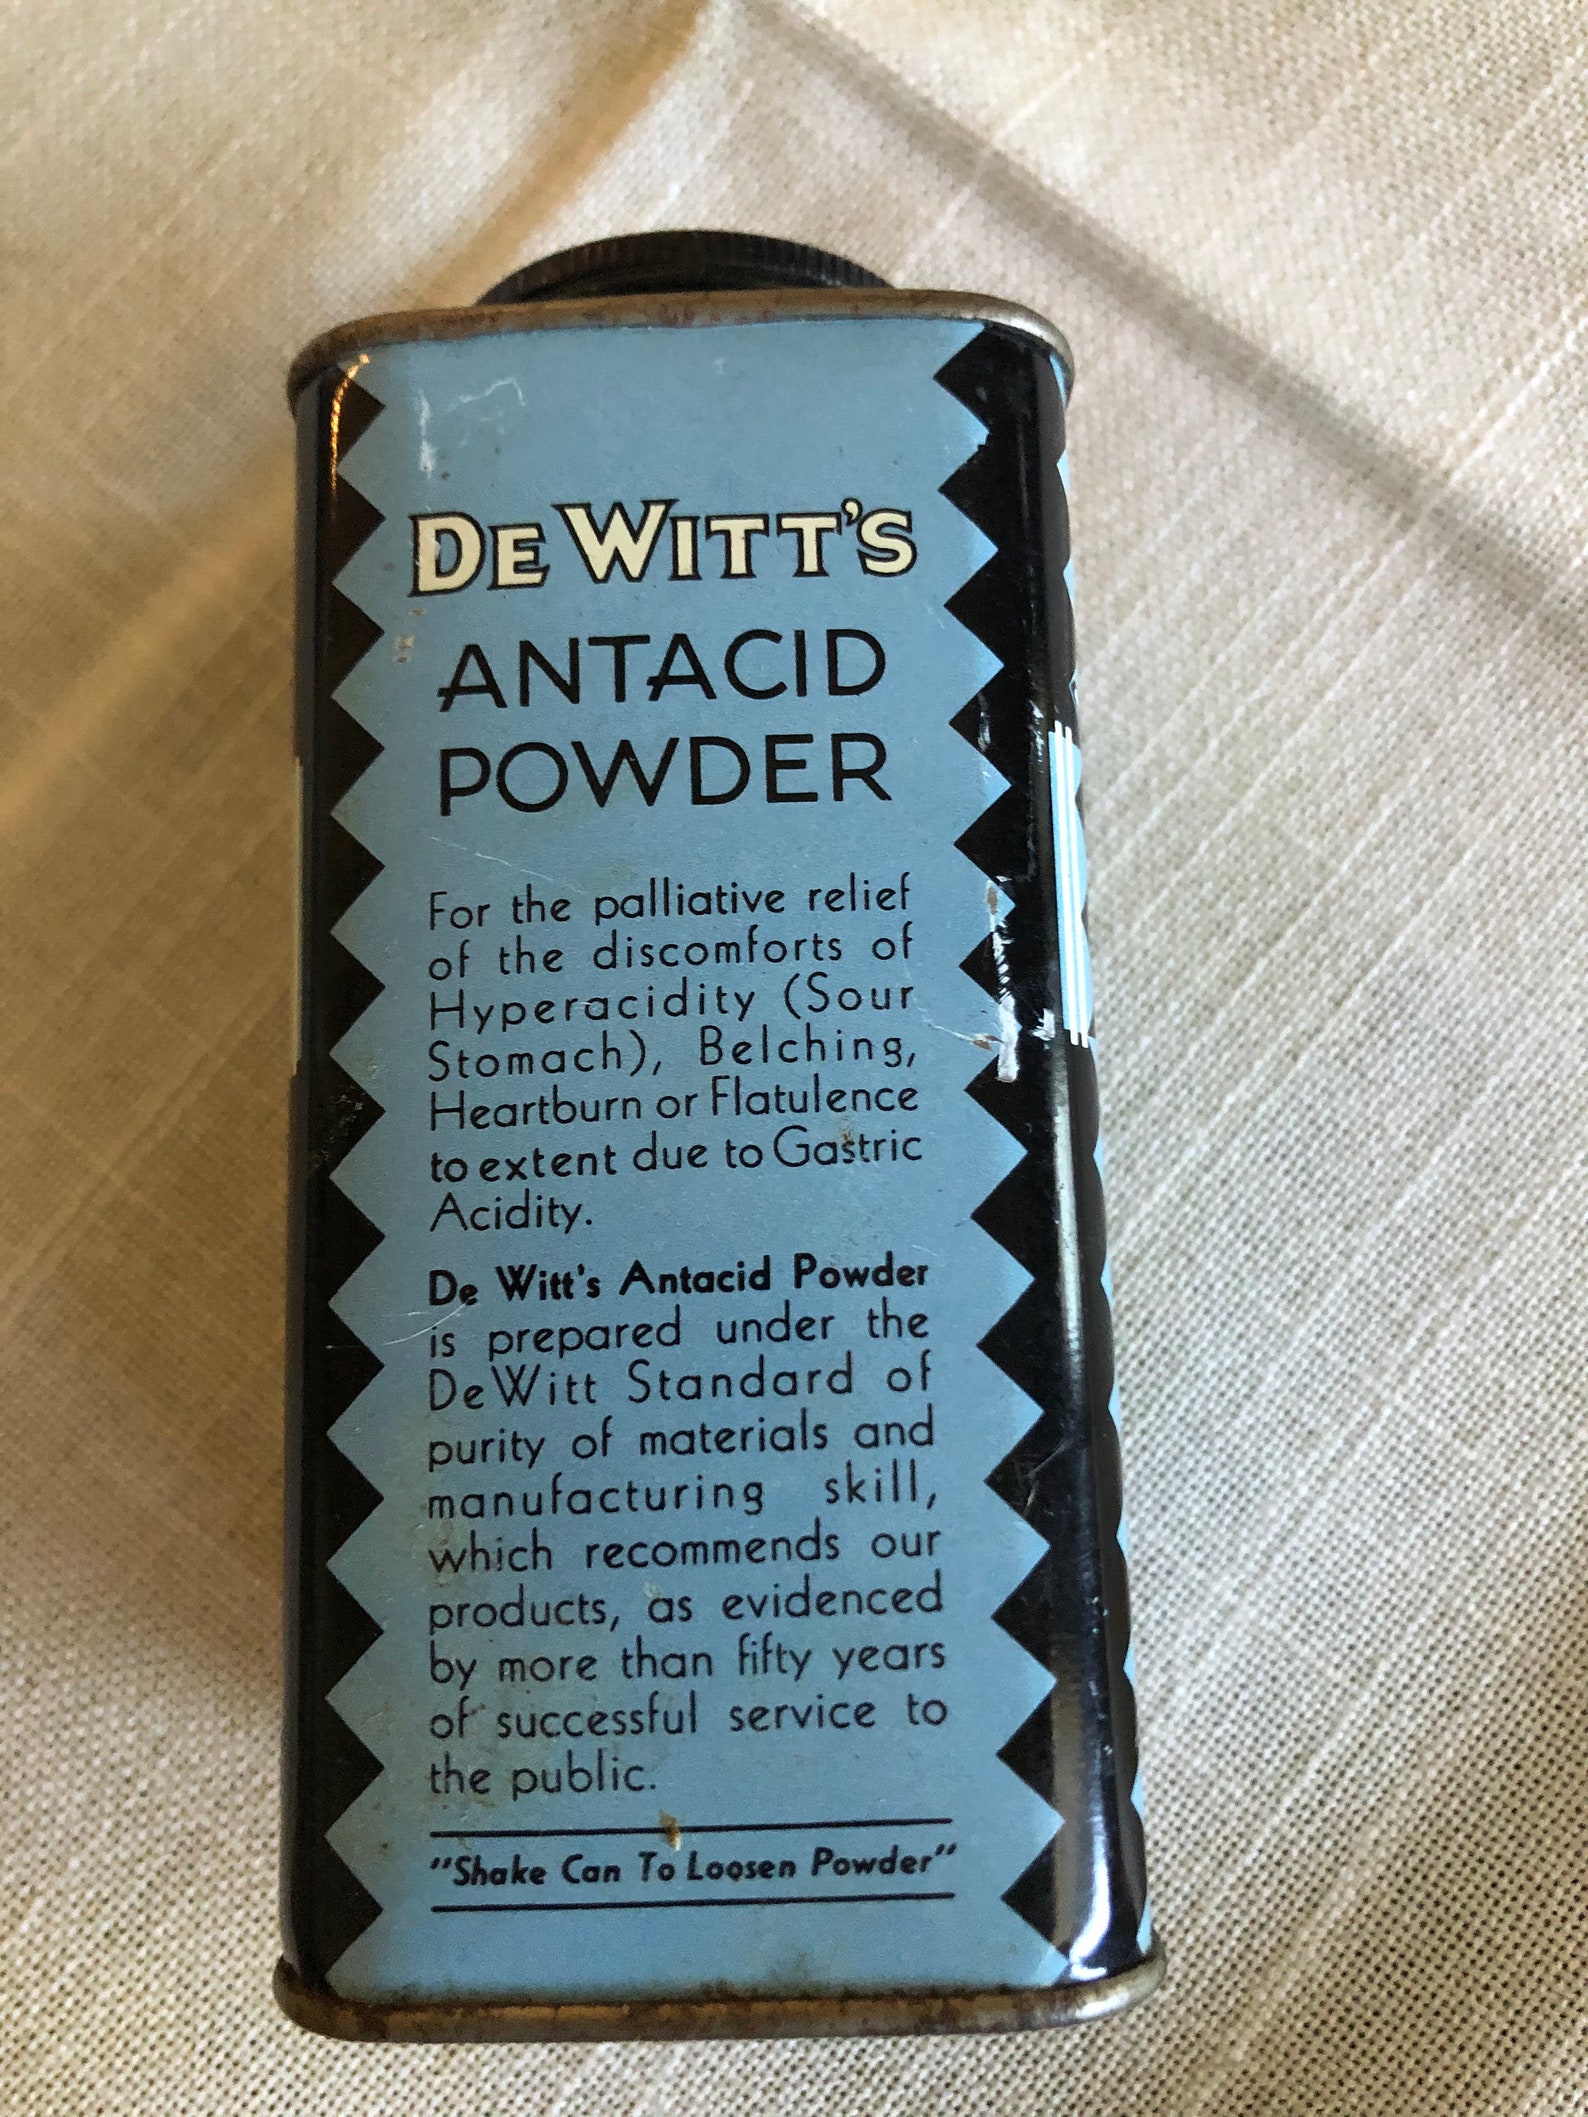 DE WITT'S
ANTACID
POWDER
For the palliative relief
of the discomforts of
Hyperacidity (Sour
Stomach), Belching,
Heartburn or Flatulence
to extent due to Gastric
Acidity.
De Witt's Antacid Powder
is prepared under the
DeWitt Standard of
purity of materials and
manufacturing skill,
which recommends our
products, as evidenced
by more than fifty years
of successful service to
the public.
"Shake Can To Loosen Powder"